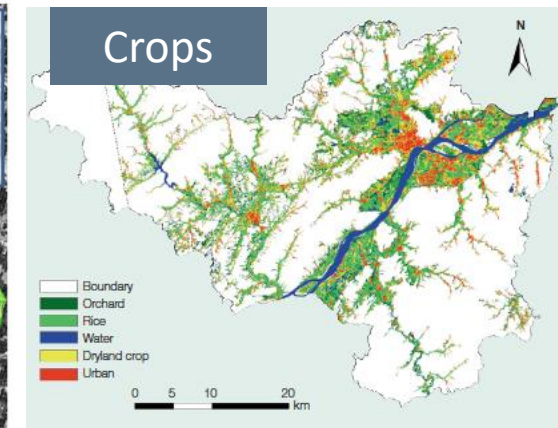 Crops
N
Boundary
Orchard
Rice
Water
Dryland crop
Urban
0 5 10 20
km